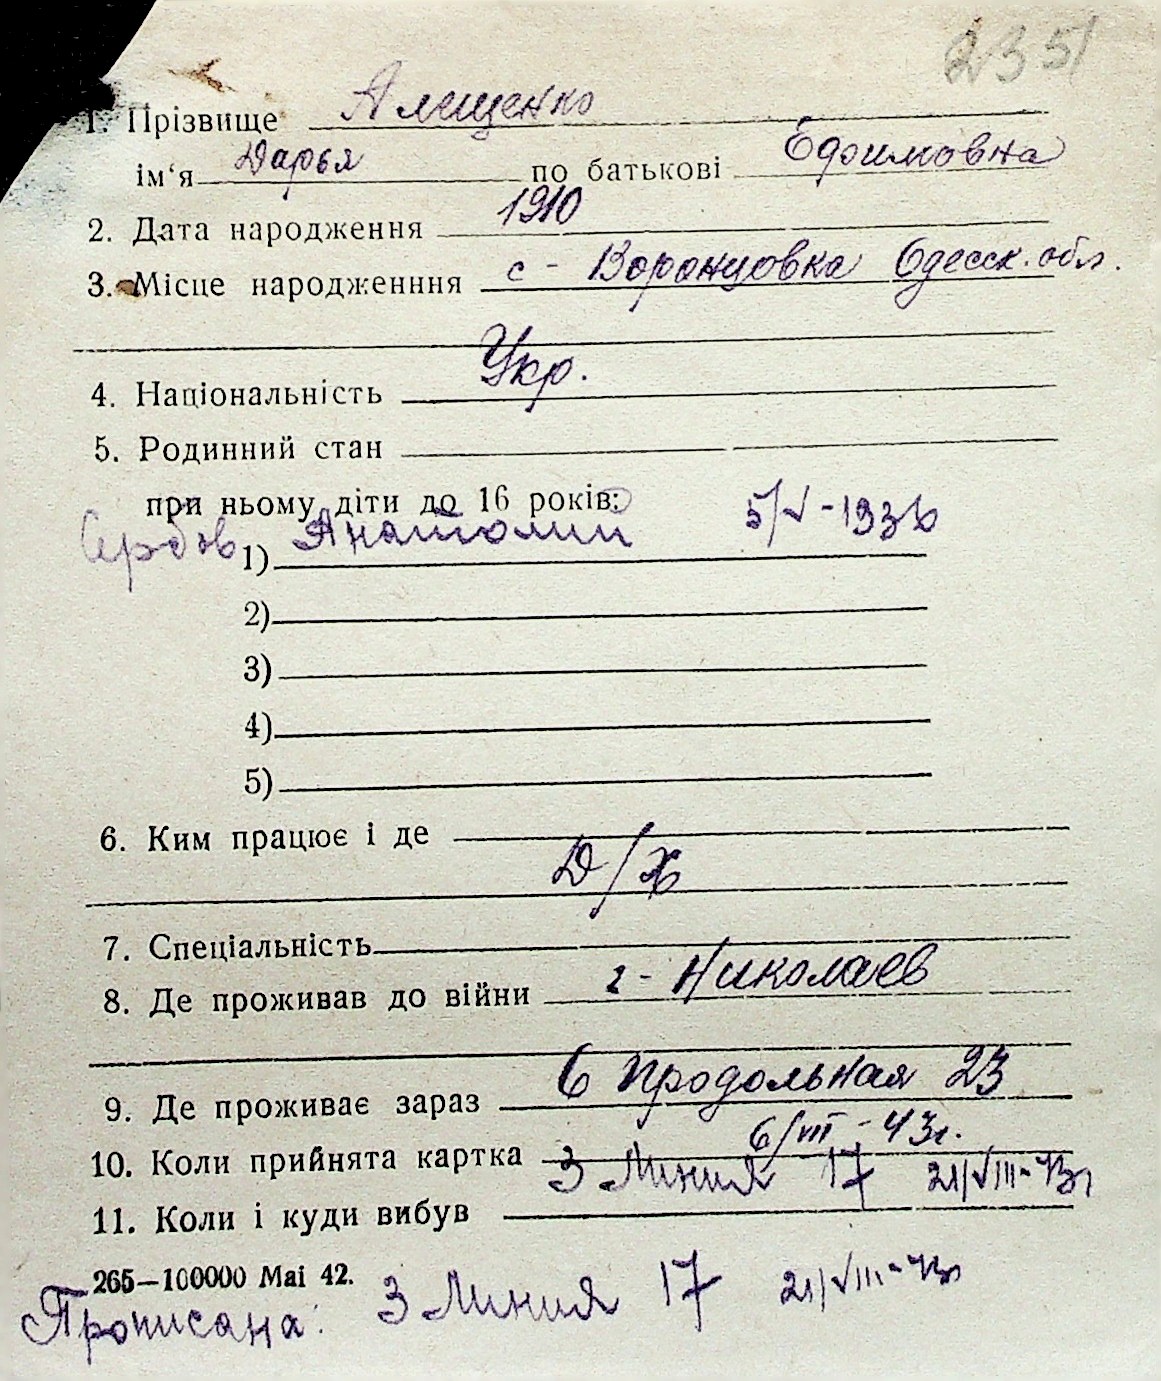 2351
1. Прізвище Алещенко
ім‘я Дарья по батькові Ефимовна
2. Дата народження 1910
3. Місце народженння с - Воронцовка Одесск. обл.
4. Національність Укр.
5. Родинний стан
при ньому діти до 16 років:
Сербов 1) Анатолий 5/V - 1936
2)
3)
4)
5)
6. Ким працює і де
Д/Х
7. Спеціальність
8. Де проживав до війни г - Николаев
9. Де проживає зараз 6 Продольная 23
10. Коли прийнята картка 6/VIII - 43г.
11. Коли і куди вибув 3 Линия 17 21/VIII - 43г
265—100000 Mai 42.
Прописана: 3 Линия 17 21/VIII - 43г